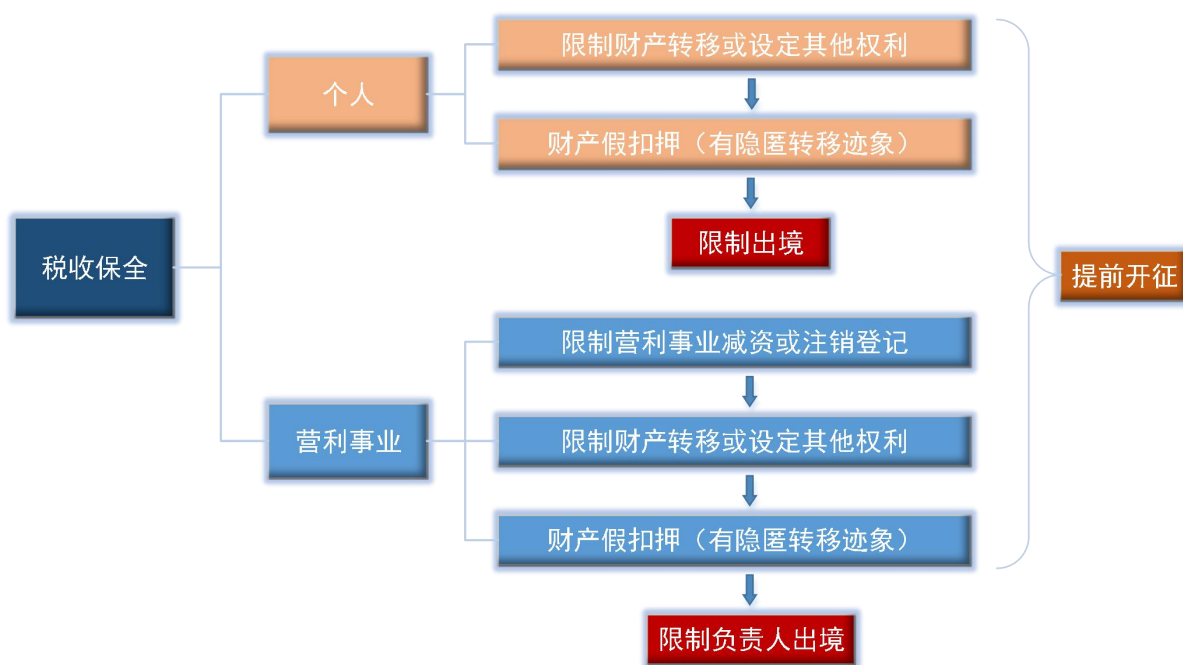 税收保全
个人
限制财产转移或设定其他权利
财产假扣押（有隐匿转移迹象）
限制出境
营利事业
限制营利事业减资或注销登记
限制财产转移或设定其他权利
财产假扣押（有隐匿转移迹象）
限制负责人出境
提前开征